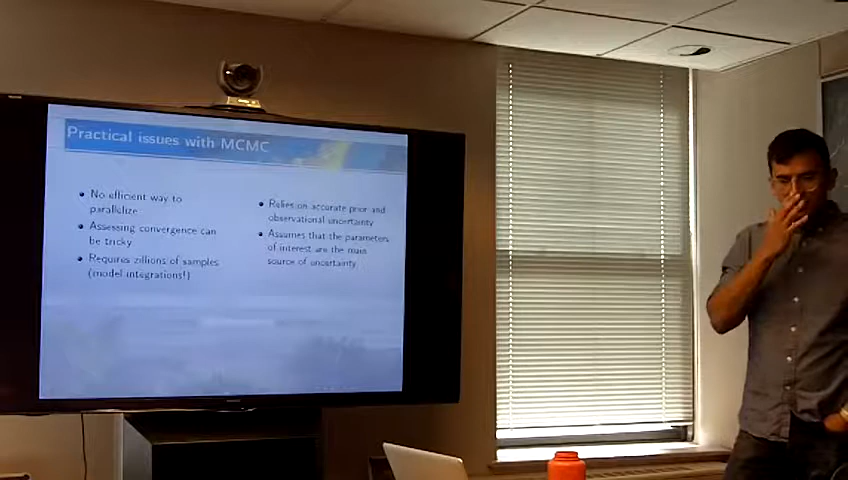 Practical issues with MCMC
No efficient way to
parallelize
Assessing convergence can
be tricky
Requires zillions of samples
(model integrations!)
Relies on accurate prior and
observational uncertainty
Assumes that the parameters
of interest are the main
source of uncertainty